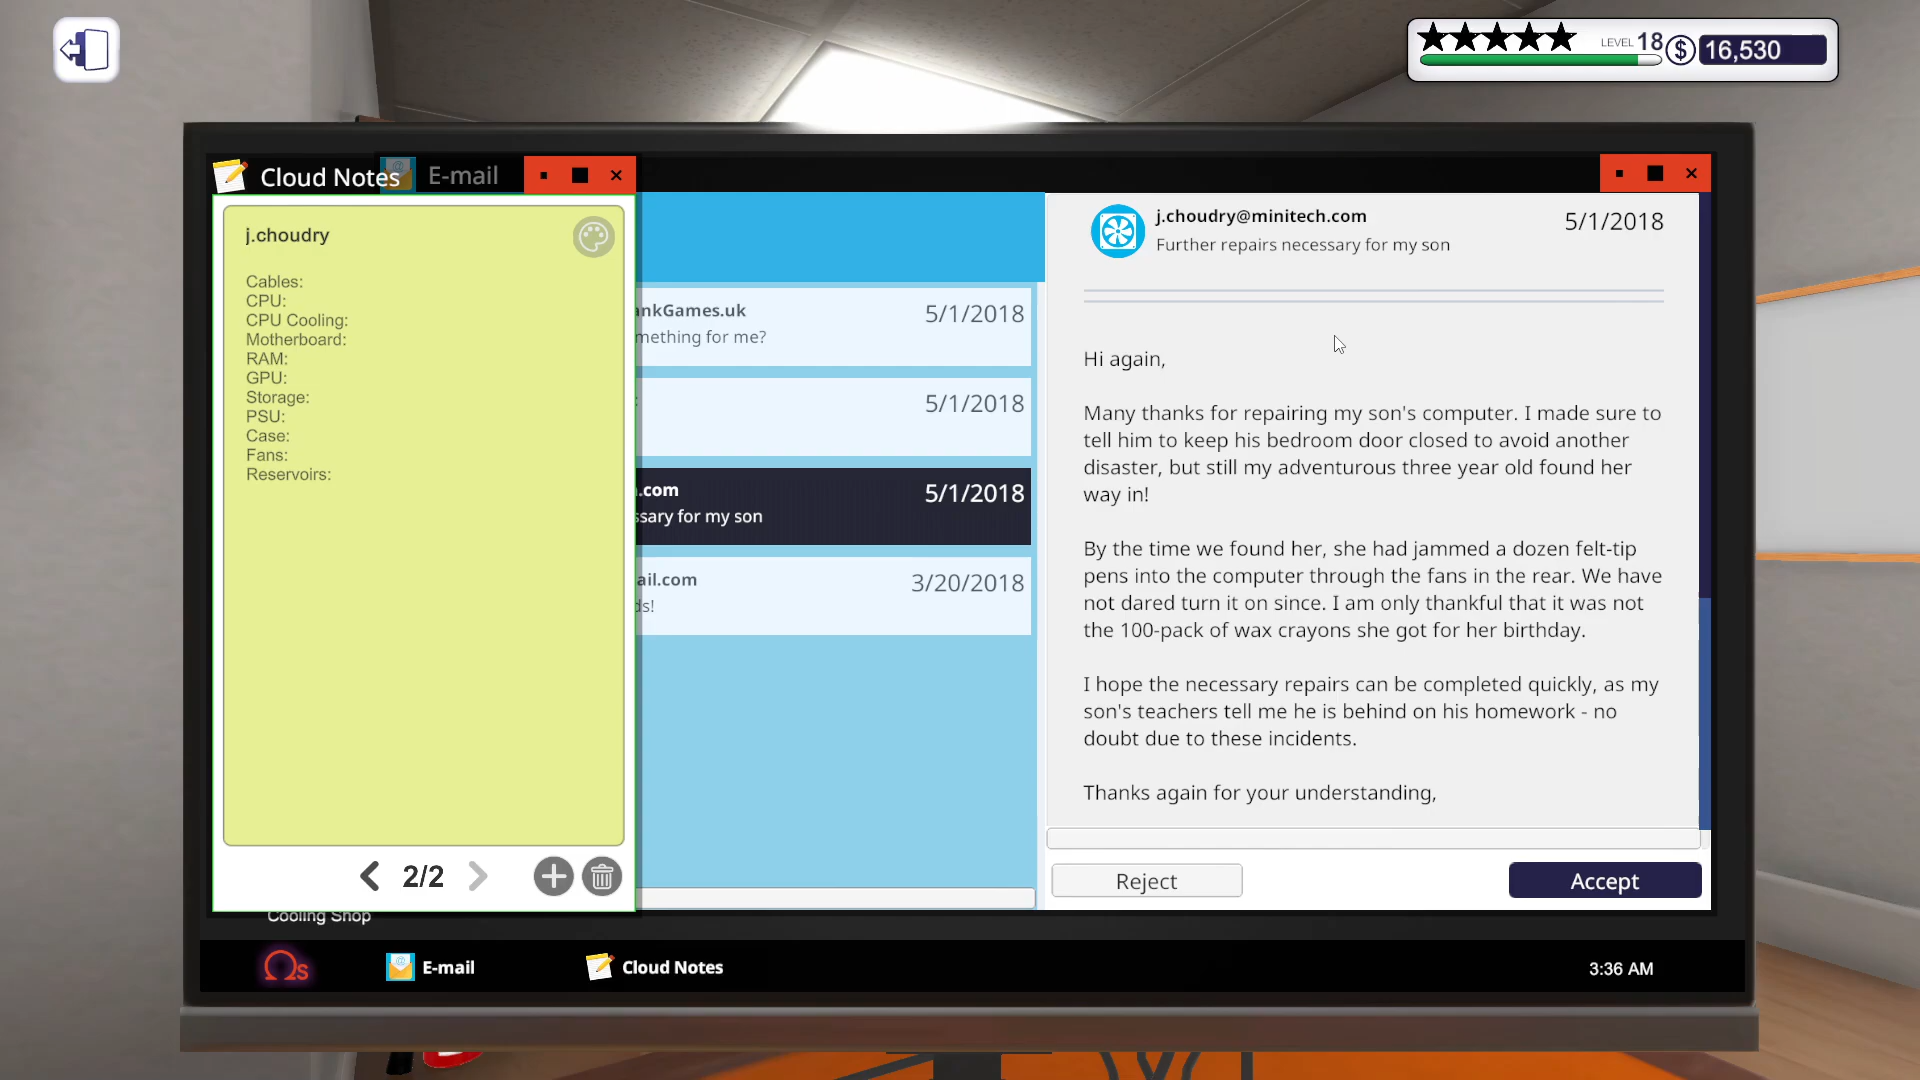 LEVEL 18
$ 16,530
Cloud Notes
E-mail
j.choudry
Cables:
CPU:
CPU Cooling:
Motherboard:
RAM:
GPU:
Storage:
PSU:
Case:
Fans:
Reservoirs:
2/2
ankGames.uk
5/1/2018
mething for me?
5/1/2018
.com
5/1/2018
ssary for my son
ail.com
3/20/2018
ds!
j.choudry@minitech.com
5/1/2018
Further repairs necessary for my son
Hi again,
Many thanks for repairing my son's computer. I made sure to
tell him to keep his bedroom door closed to avoid another
disaster, but still my adventurous three year old found her
way in!
By the time we found her, she had jammed a dozen felt-tip
pens into the computer through the fans in the rear. We have
not dared turn it on since. I am only thankful that it was not
the 100-pack of wax crayons she got for her birthday.
I hope the necessary repairs can be completed quickly, as my
son's teachers tell me he is behind on his homework - no
doubt due to these incidents.
Thanks again for your understanding,
Reject
Accept
Cooling Shop
Ωs
E-mail
Cloud Notes
3:36 AM